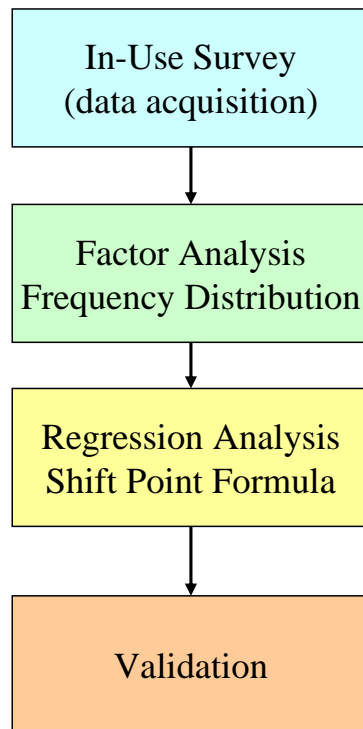 In-Use Survey
(data acquisition)
Factor Analysis
Frequency Distribution
Regression Analysis
Shift Point Formula
Validation